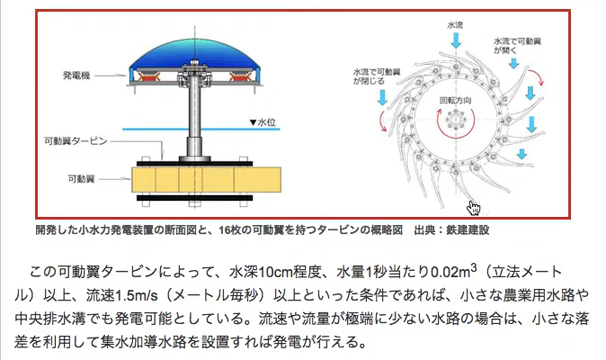 水流
水流で可動翼
が開く
発電機
水流で可動翼
が閉じる
回転方向
▼水位
可動翼タービン
可動翼
開発した小水力発電装置の断面図と、16枚の可動翼を持つタービンの概略図　出典：鉄建建設
この可動翼タービンによって、水深10cm程度、水量1秒当たり0.02m³（立法メート
ル）以上、流速1.5m/s（メートル毎秒）以上といった条件であれば、小さな農業用水路や
中央排水溝でも発電可能としている。流速や流量が極端に少ない水路の場合は、小さな落
差を利用して集水加導水路を設置すれば発電が行える。